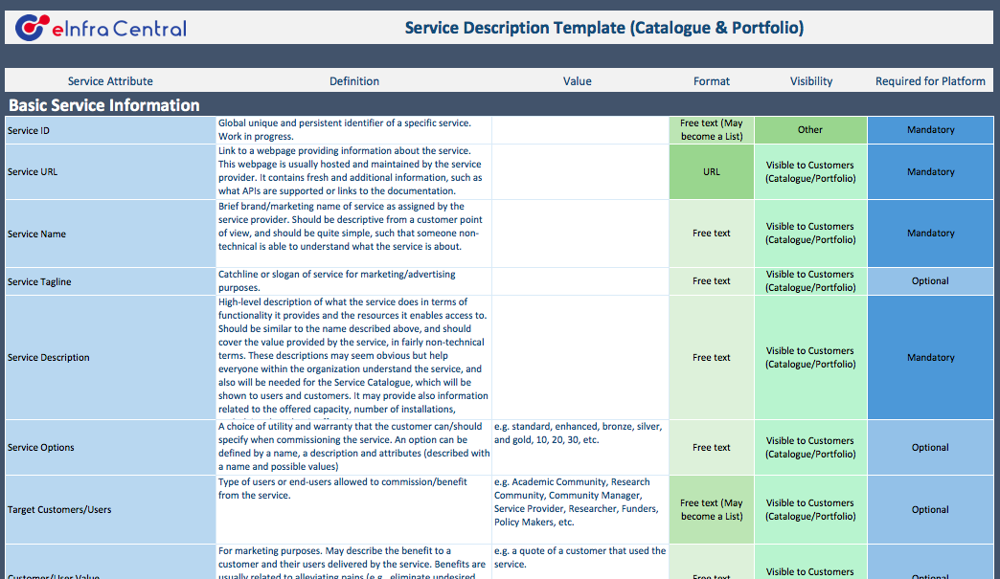 eInfraCentral
Service Description Template (Catalogue & Portfolio)
Service Attribute
Definition
Value
Format
Visibility
Required for Platform
Basic Service Information
Service ID
Global unique and persistent identifier of a specific service.
Work in progress.
Free text (May
become a List)
Other
Mandatory
Service URL
Link to a webpage providing information about the service.
This webpage is usually hosted and maintained by the service
provider. It contains fresh and additional information, such as
what APIs are supported or links to the documentation.
URL
Visible to Customers
(Catalogue/Portfolio)
Mandatory
Service Name
Brief brand/marketing name of service as assigned by the
service provider. Should be descriptive from a customer point
of view, and should be quite simple, such that someone non-
technical is able to understand what the service is about.
Free text
Visible to Customers
(Catalogue/Portfolio)
Mandatory
Service Tagline
Catchline or slogan of service for marketing/advertising
purposes.
Free text
Visible to Customers
(Catalogue/Portfolio)
Optional
Service Description
High-level description of what the service does in terms of
functionality it provides and the resources it enables access to.
Should be similar to the name described above, and should
cover the value provided by the service, in fairly non-technical
terms. These descriptions may seem obvious but help
everyone within the organization understand the service, and
also will be needed for the Service Catalogue, which will be
shown to users and customers. It may provide also information
related to the offered capacity, number of installations,
Free text
Visible to Customers
(Catalogue/Portfolio)
Mandatory
Service Options
A choice of utility and warranty that the customer can/should
specify when commissioning the service. An option can be
defined by a name, a description and attributes (described with
a name and possible values)
e.g. standard, enhanced, bronze, silver,
and gold, 10, 20, 30, etc.
Free text
Visible to Customers
(Catalogue/Portfolio)
Optional
Target Customers/Users
Type of users or end-users allowed to commission/benefit
from the service.
e.g. Academic Community, Research
Community, Community Manager,
Service Provider, Researcher, Funders,
Policy Makers, etc.
Free text (May
become a List)
Visible to Customers
(Catalogue/Portfolio)
Optional
Customer/User Value
For marketing purposes. May describe the benefit to a
customer and their users delivered by the service. Benefits are
usually related to alleviating pains (e.g., eliminate undesired
e.g. a quote of a customer that used the
service.
Free text
Visible to Customers
Optional